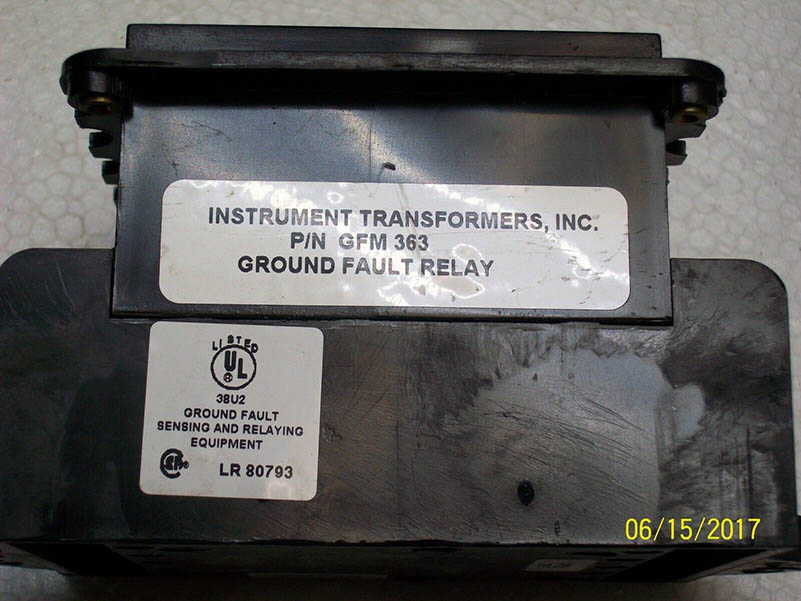 INSTRUMENT TRANSFORMERS, INC.
P/N GFM 363
GROUND FAULT RELAY
LISTED
UL
38U2
GROUND FAULT
SENSING AND RELAYING
EQUIPMENT
LR 80793
06/15/2017